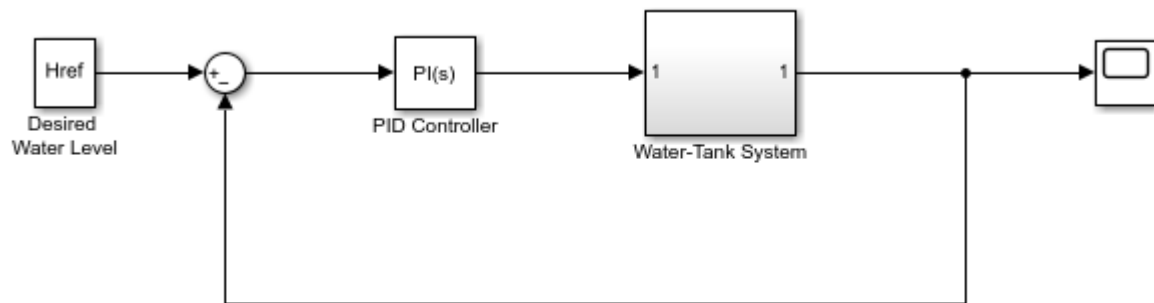 Href
Desired
Water Level
+
−
PI(s)
PID Controller
1
1
Water-Tank System